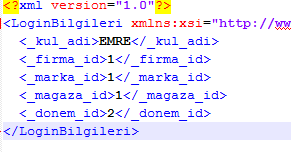 <?xml version="1.0"?>
<LoginBilgileri xmlns:xsi="http://ww
<_kul_adi>EMRE</_kul_adi>
<_firma_id>1</_firma_id>
<_marka_id>1</_marka_id>
<_magaza_id>1</_magaza_id>
<_donem_id>2</_donem_id>
</LoginBilgileri>